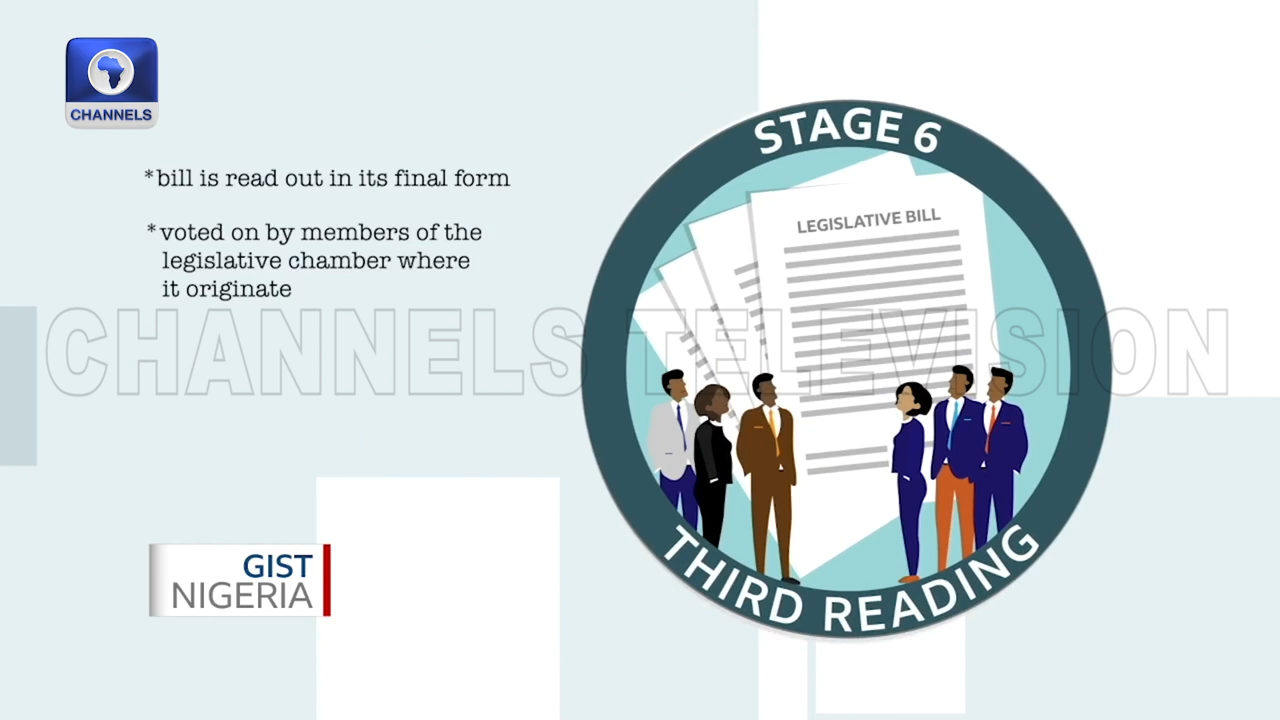 CHANNELS
STAGE 6
*bill is read out in its final form
*voted on by members of the
legislative chamber where
it originate
LEGISLATIVE BILL
CHANNELS TELEVISION
GIST
NIGERIA
THIRD READING